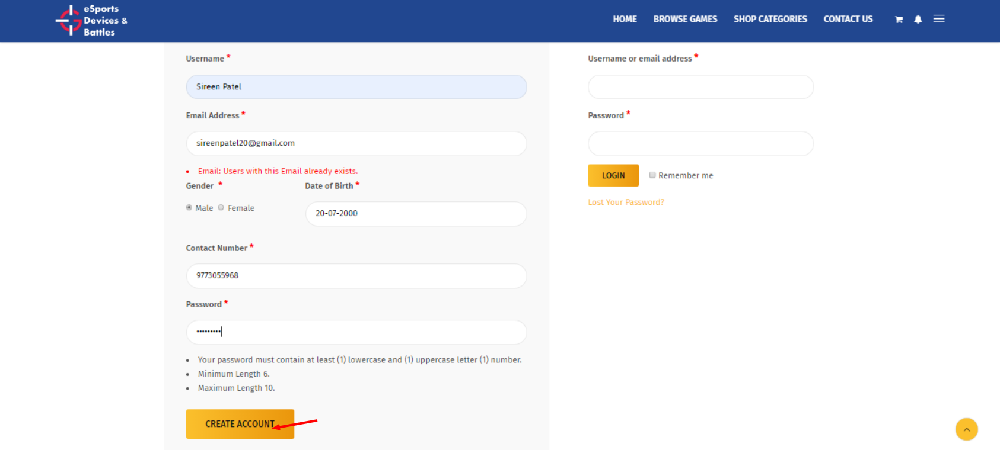 eSports
Devices &
Battles
HOME BROWSE GAMES SHOP CATEGORIES CONTACT US
Username *
Sireen Patel
Email Address *
sireenpatel20@gmail.com
Email: Users with this Email already exists.
Gender * Date of Birth *
Male Female
20-07-2000
Contact Number *
9773055968
Password *
•••••••••
• Your password must contain at least (1) lowercase and (1) uppercase letter (1) number.
• Minimum Length 6.
• Maximum Length 10.
CREATE ACCOUNT
Username or email address *
Password *
LOGIN Remember me
Lost Your Password?